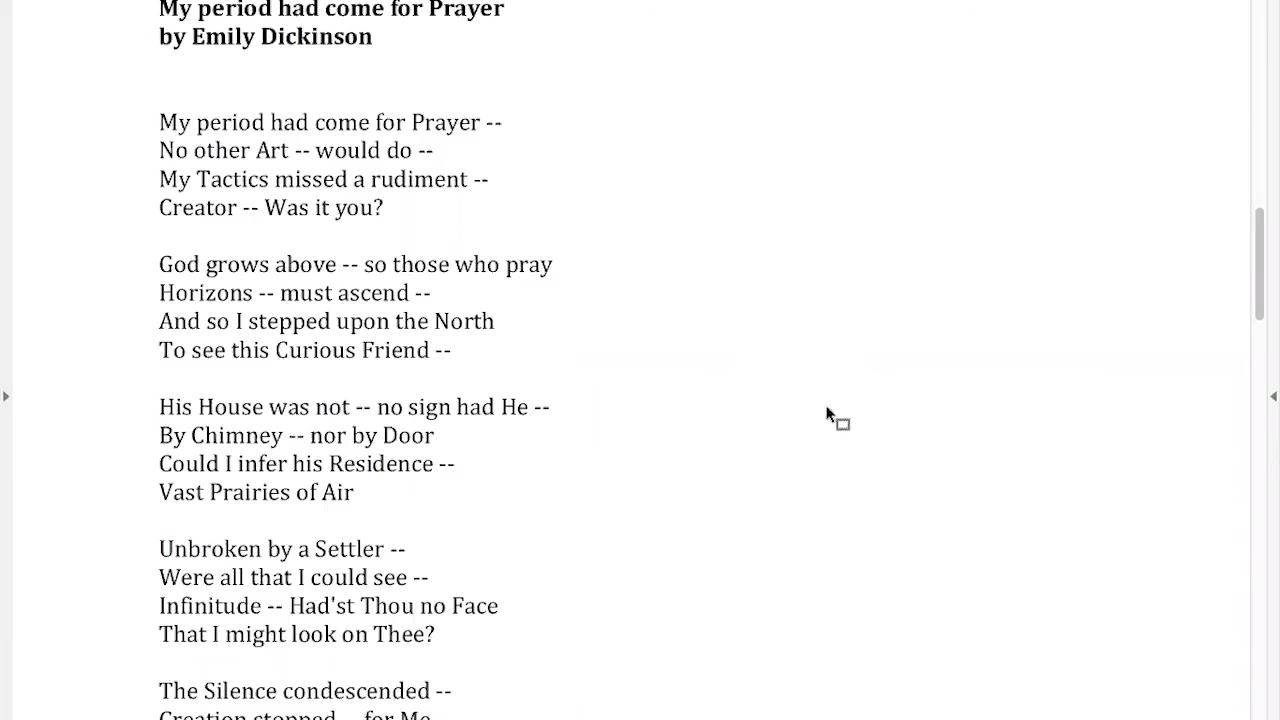 My period had come for Prayer
by Emily Dickinson
My period had come for Prayer --
No other Art -- would do --
My Tactics missed a rudiment --
Creator -- Was it you?
God grows above -- so those who pray
Horizons -- must ascend --
And so I stepped upon the North
To see this Curious Friend --
His House was not -- no sign had He --
By Chimney -- nor by Door
Could I infer his Residence --
Vast Prairies of Air
Unbroken by a Settler --
Were all that I could see --
Infinitude -- Had'st Thou no Face
That I might look on Thee?
The Silence condescended --
Creation stopped -- for Me